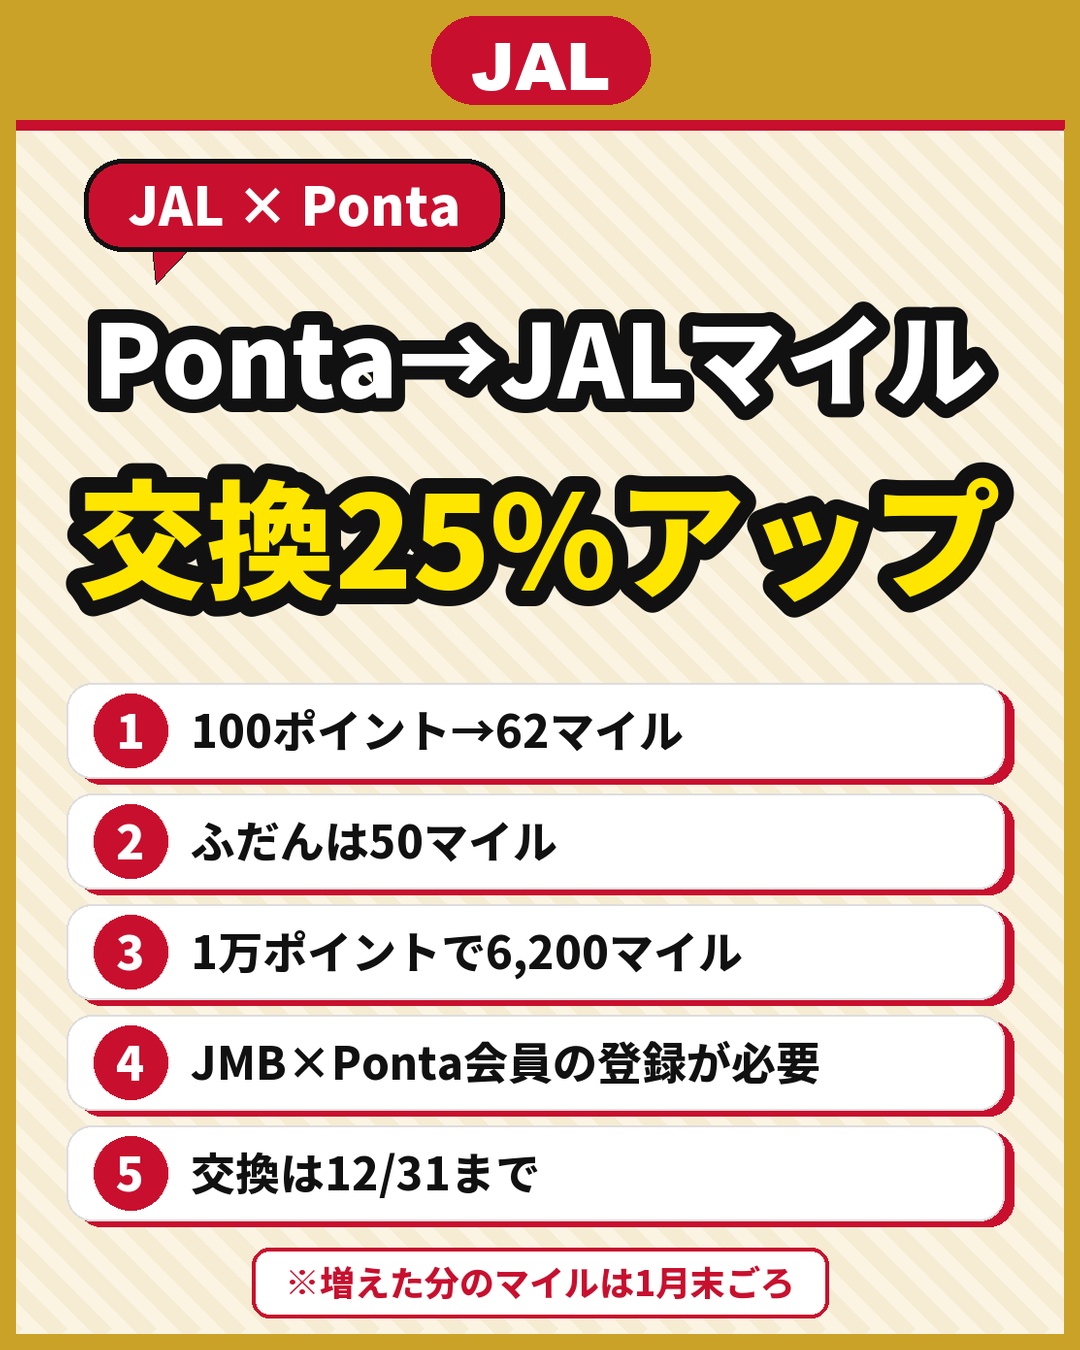 JAL
JAL × Ponta
Ponta→JALマイル
交換25%アップ
1 100ポイント→62マイル
2 ふだんは50マイル
3 1万ポイントで6,200マイル
4 JMB×Ponta会員の登録が必要
5 交換は12/31まで
※増えた分のマイルは1月末ごろ